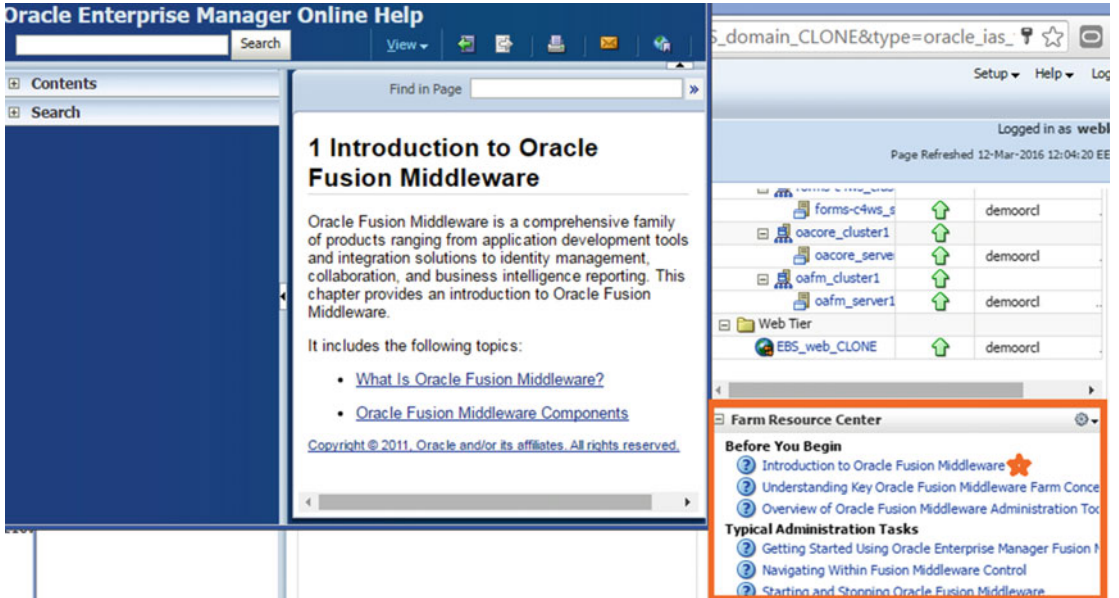 Oracle Enterprise Manager Online Help
Search
View
Contents
Search
Find in Page
1 Introduction to Oracle
Fusion Middleware
Oracle Fusion Middleware is a comprehensive family
of products ranging from application development tools
and integration solutions to identity management,
collaboration, and business intelligence reporting. This
chapter provides an introduction to Oracle Fusion
Middleware.
It includes the following topics:
• What Is Oracle Fusion Middleware?
• Oracle Fusion Middleware Components
Copyright © 2011, Oracle and/or its affiliates. All rights reserved.
S_domain_CLONE&type=oracle_ias_
Setup Help Log
Logged in as webl
Page Refreshed 12-Mar-2016 12:04:20 EE
forms-c4ws_s demoorcl
oacore_cluster1
oacore_serve demoorcl
oafm_cluster1
oafm_server1 demoorcl
Web Tier
EBS_web_CLONE demoorcl
Farm Resource Center
Before You Begin
Introduction to Oracle Fusion Middleware
Understanding Key Oracle Fusion Middleware Farm Conce
Overview of Oracle Fusion Middleware Administration Too
Typical Administration Tasks
Getting Started Using Oracle Enterprise Manager Fusion M
Navigating Within Fusion Middleware Control
Starting and Stopping Oracle Fusion Middleware